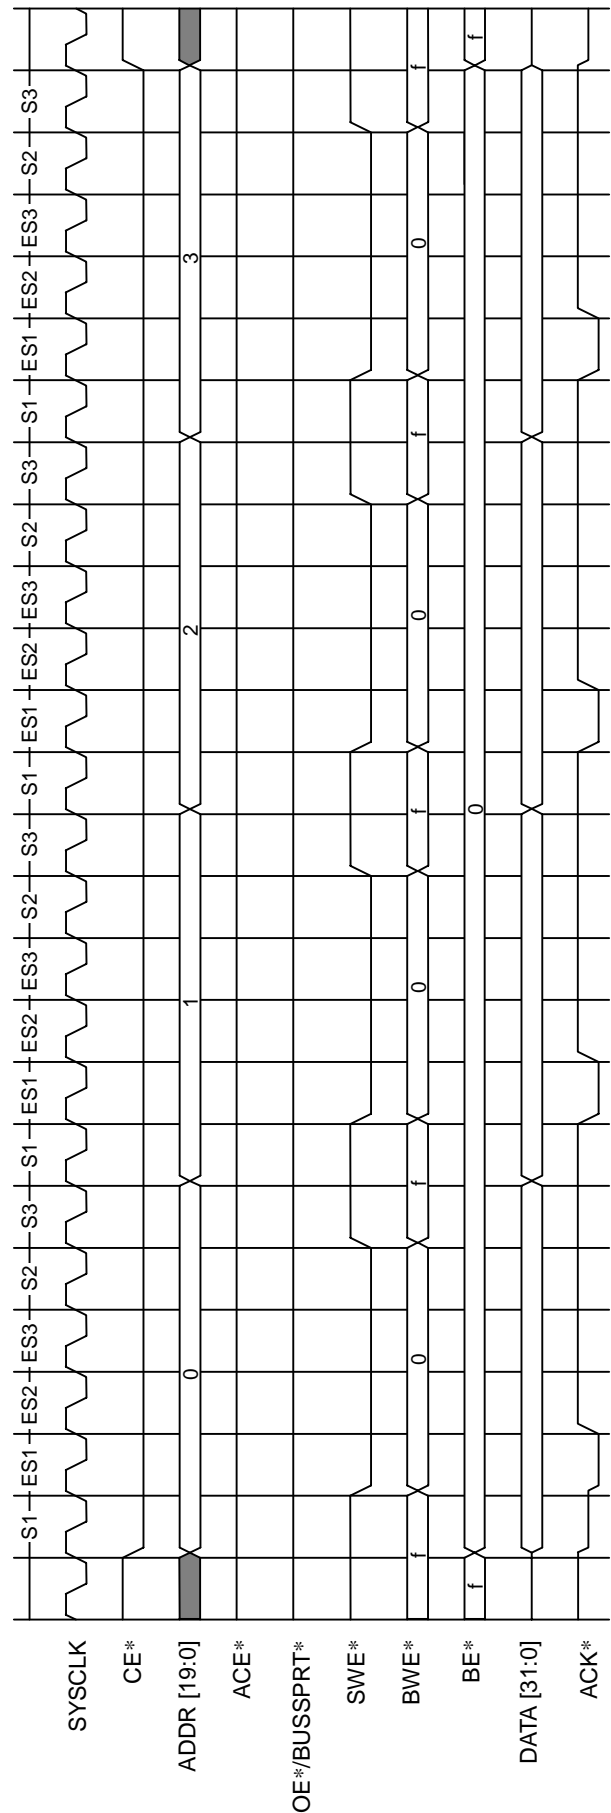 S1 ES1 ES2 ES3 S2 S3 S1 ES1 ES2 ES3 S2 S3 S1 ES1 ES2 ES3 S2 S3 S1 ES1 ES2 ES3 S2 S3
SYSCLK
CE*
ADDR [19:0] 0 1 2 3
ACE*
OE*/BUSSPRT*
SWE*
BWE* f 0 f 0 f 0 f 0 f
BE* f 0 f
DATA [31:0]
ACK*